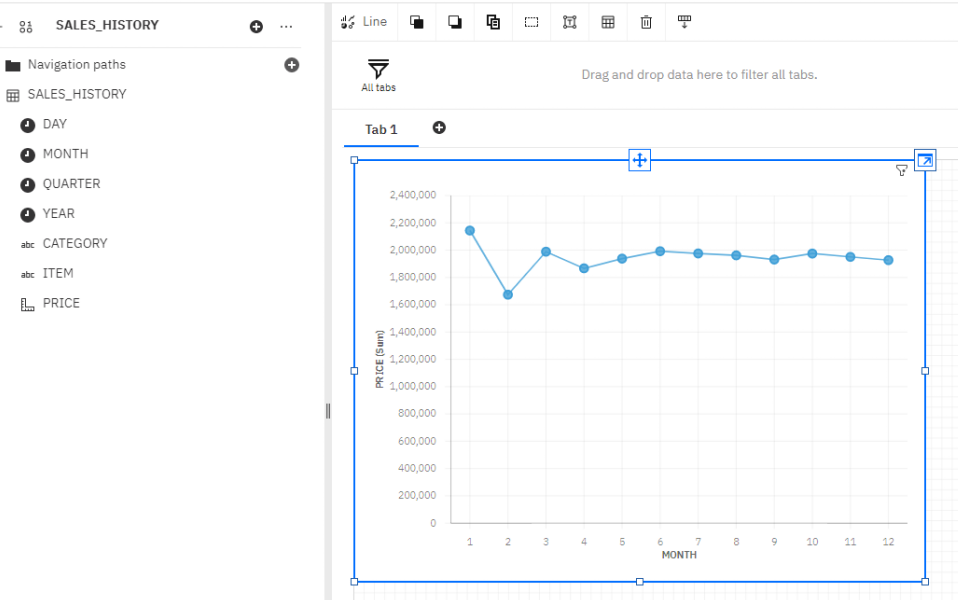 SALES_HISTORY
Navigation paths
SALES_HISTORY
DAY
MONTH
QUARTER
YEAR
abc CATEGORY
abc ITEM
PRICE
Line
All tabs
Drag and drop data here to filter all tabs.
Tab 1
2,400,000
2,200,000
2,000,000
1,800,000
1,600,000
1,400,000
1,200,000
1,000,000
800,000
600,000
400,000
200,000
0
PRICE (Sum)
1 2 3 4 5 6 7 8 9 10 11 12
MONTH